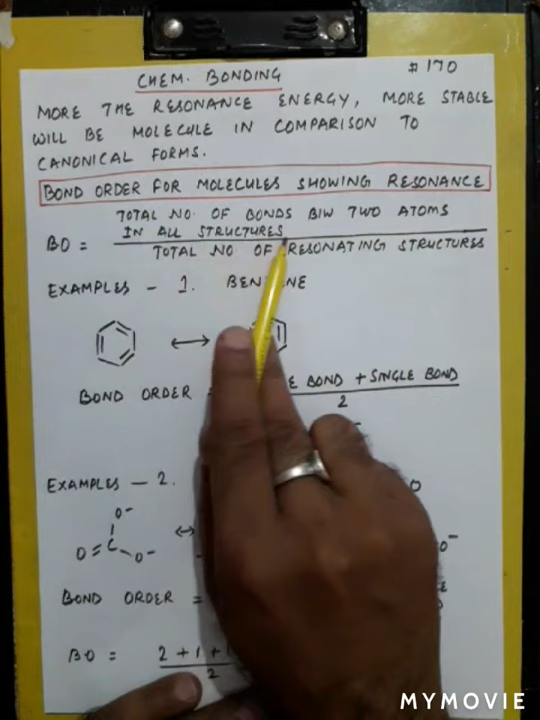 CHEM. BONDING #170
MORE THE RESONANCE ENERGY, MORE STABLE
WILL BE MOLECULE IN COMPARISON TO
CANONICAL FORMS.
BOND ORDER FOR MOLECULES SHOWING RESONANCE
TOTAL NO. OF BONDS B/W TWO ATOMS
IN ALL STRUCTURES
BO =
TOTAL NO OF RESONATING STRUCTURES
EXAMPLES - 1.
BOND ORDER
BOND + SINGLE BOND
2
EXAMPLES - 2.
O-
O=C
O-
BOND ORDER =
BO = 2 + 1 +
2
MYMOVIE